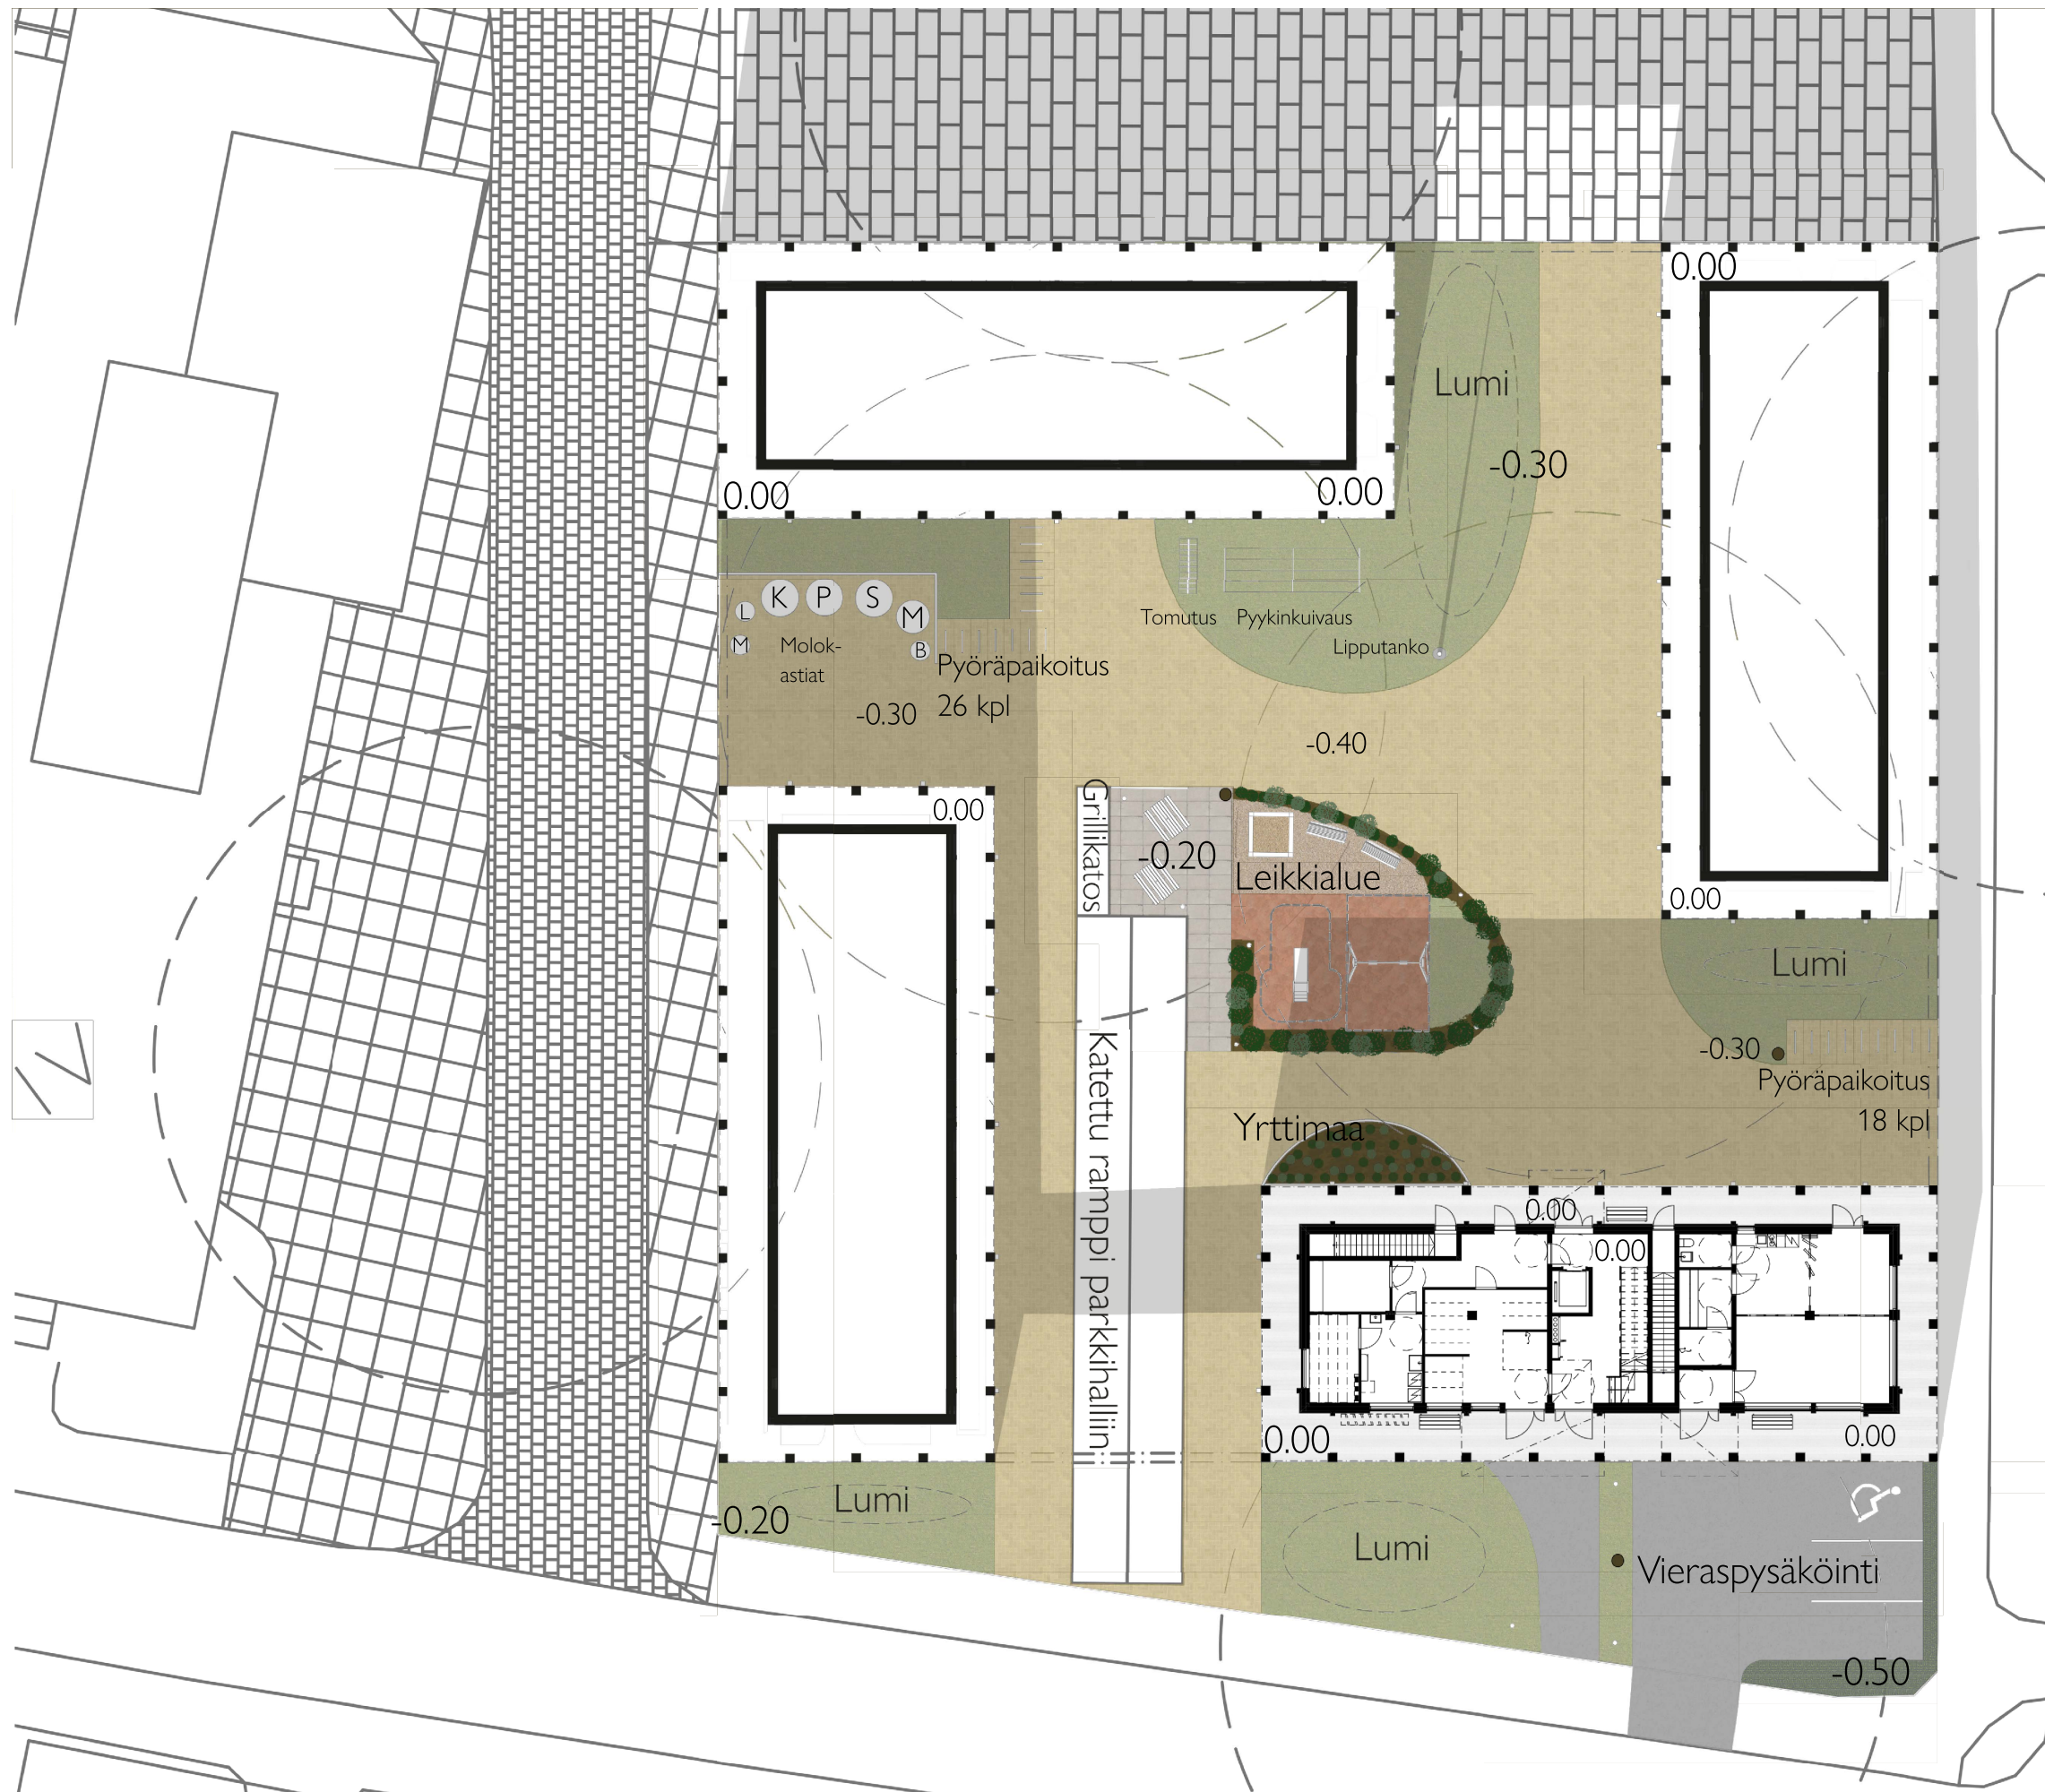 0.00
Lumi
-0.30
0.00
0.00
K
P
S
M
L
M
B
Molok-
astiat
Pyöräpaikoitus
26 kpl
-0.30
Tomutus
Pyykinkuivaus
Lipputanko
-0.40
0.00
Grillikatos
-0.20
Leikkialue
0.00
Lumi
-0.30
Pyöräpaikoitus
18 kpl
N
Katettu ramppi parkkihalliin
Yrttimaa
0.00
0.00
0.00
0.00
-0.20
Lumi
Lumi
Vieraspysäköinti
-0.50